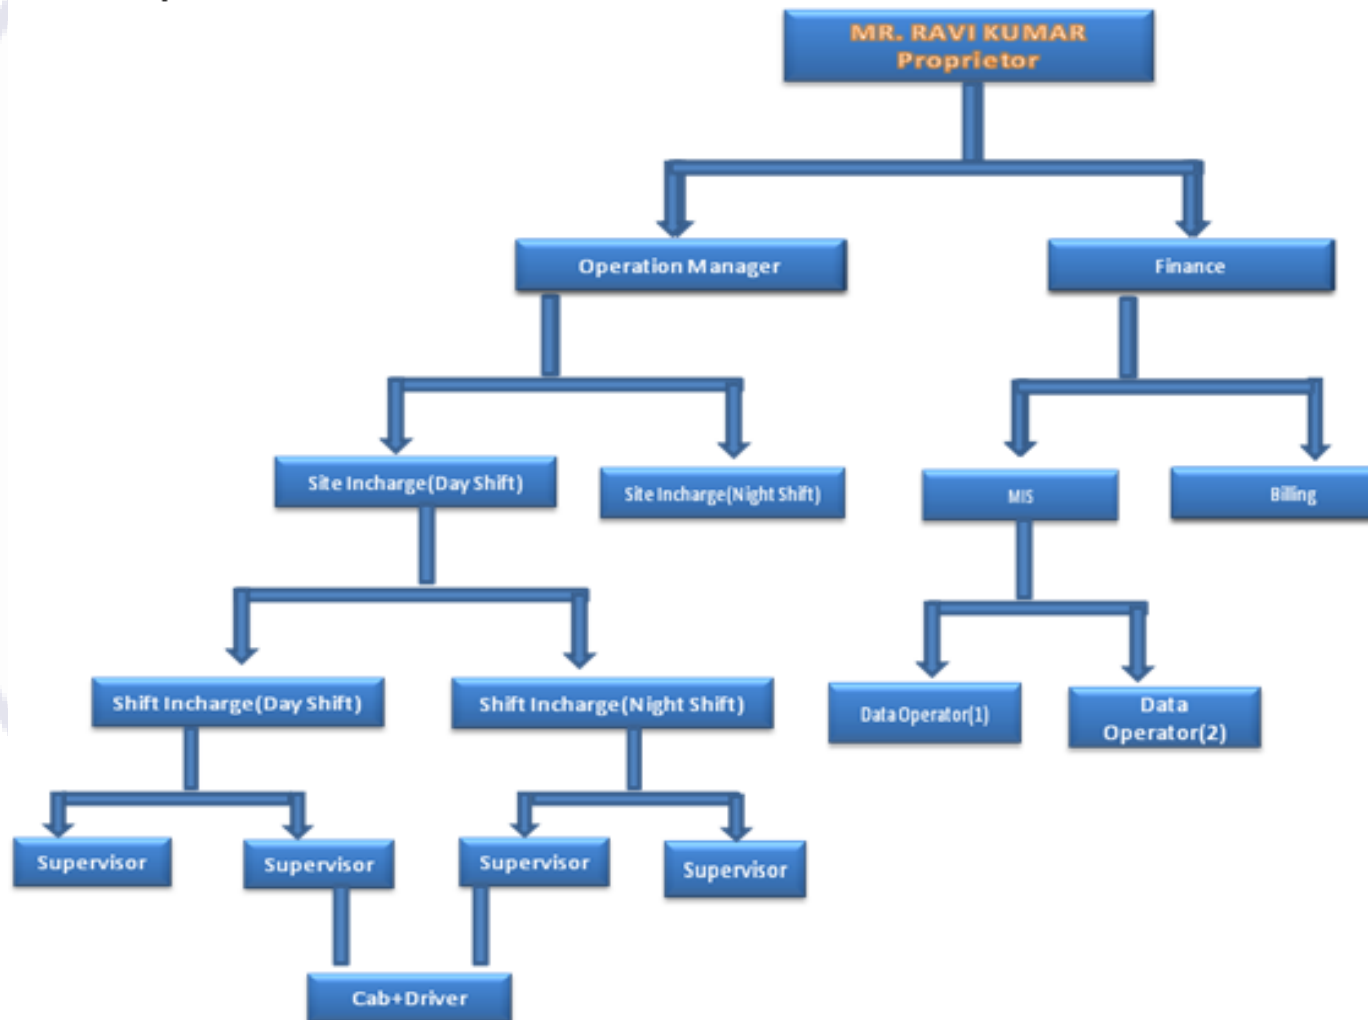 MR. RAVI KUMAR
Proprietor
Operation Manager
Finance
Site Incharge(Day Shift)
Site Incharge(Night Shift)
MIS
Billing
Shift Incharge(Day Shift)
Shift Incharge(Night Shift)
Data Operator(1)
Data
Operator(2)
Supervisor
Supervisor
Supervisor
Supervisor
Cab+Driver